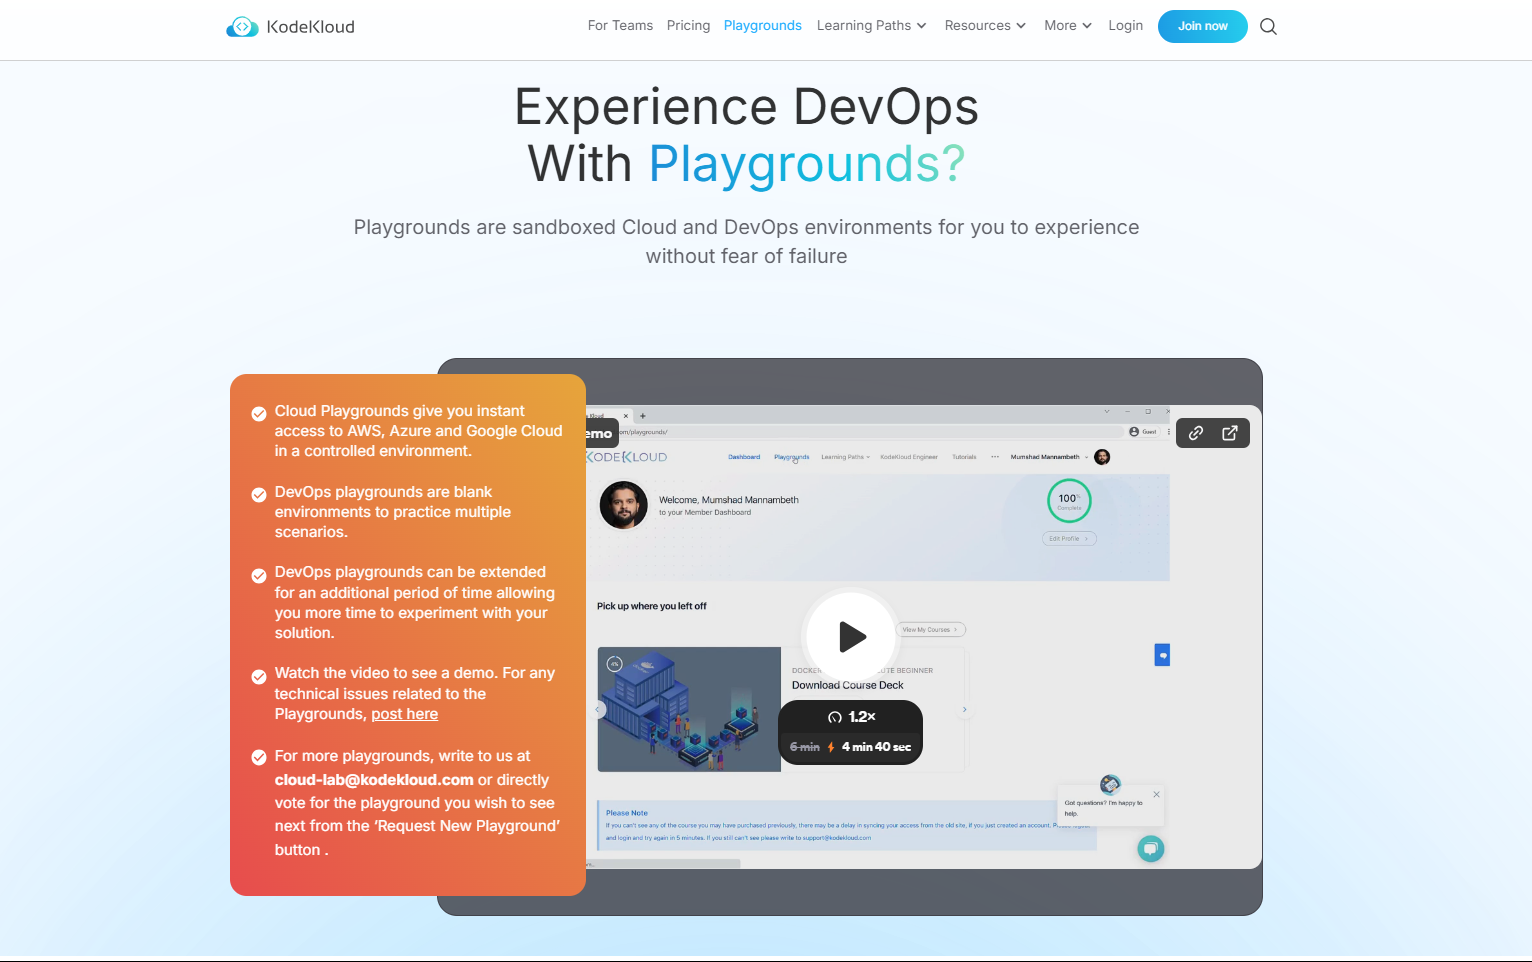 KodeKloud
For Teams Pricing Playgrounds Learning Paths Resources More Login Join now
Experience DevOps
With Playgrounds?
Playgrounds are sandboxed Cloud and DevOps environments for you to experience
without fear of failure
Cloud Playgrounds give you instant
access to AWS, Azure and Google Cloud
in a controlled environment.
DevOps playgrounds are blank
environments to practice multiple
scenarios.
DevOps playgrounds can be extended
for an additional period of time allowing
you more time to experiment with your
solution.
Watch the video to see a demo. For any
technical issues related to the
Playgrounds, post here
For more playgrounds, write to us at
cloud-lab@kodekloud.com or directly
vote for the playground you wish to see
next from the ‘Request New Playground’
button .
Kloud
emo
om/playgrounds/
Guest
KODEKLOUD
Dashboard Playgrounds Learning Paths KodeKloud Engineer Tutorials ··· Mumshad Mannambeth
Welcome, Mumshad Mannambeth
to your Member Dashboard
100%
Complete
Edit Profile >
Pick up where you left off
View My Courses >
4%
DOCKER
UTE BEGINNER
Download Course Deck
1.2×
6 min 4 min 40 sec
Got questions? I'm happy to
help.
Please Note
If you can't see any of the course you may have purchased previously, there may be a delay in syncing your access from the old site, if you just created an account.
and login and try again in 5 minutes. If you still can't see please write to support@kodekloud.com